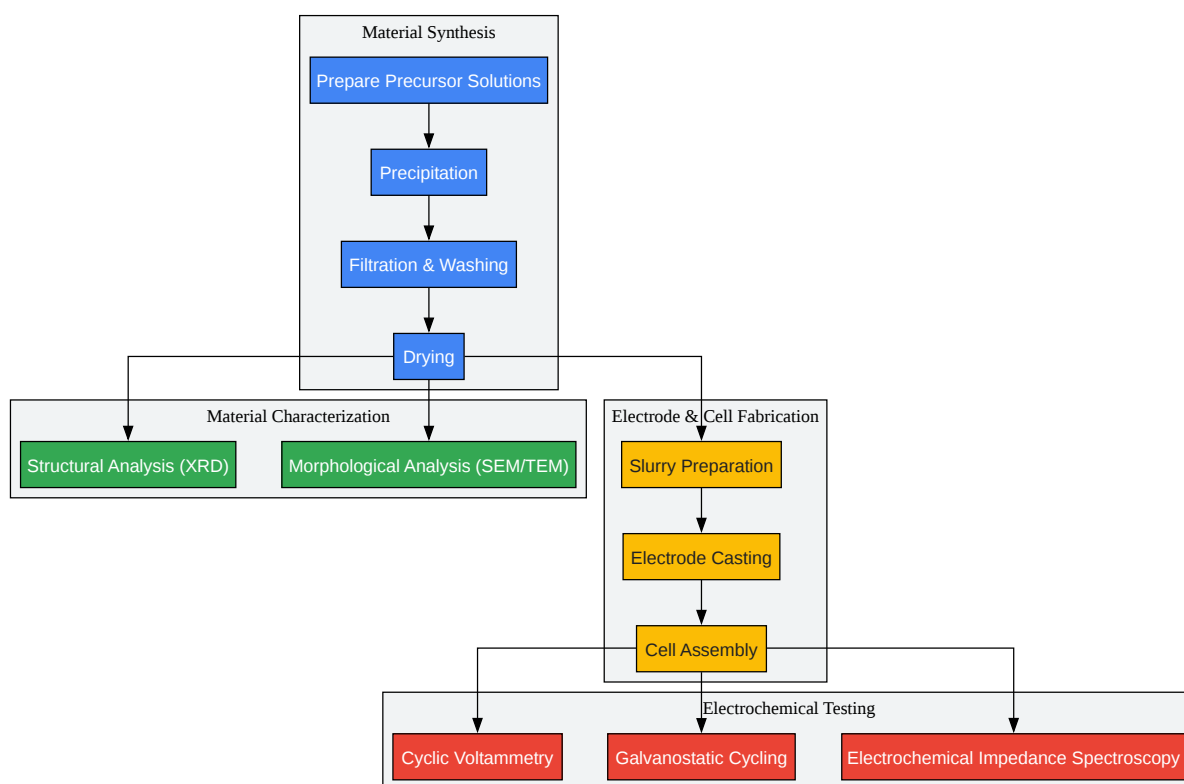 Material Synthesis
Prepare Precursor Solutions
Precipitation
Filtration & Washing
Drying
Material Characterization
Structural Analysis (XRD)
Morphological Analysis (SEM/TEM)
Electrode & Cell Fabrication
Slurry Preparation
Electrode Casting
Cell Assembly
Electrochemical Testing
Cyclic Voltammetry
Galvanostatic Cycling
Electrochemical Impedance Spectroscopy